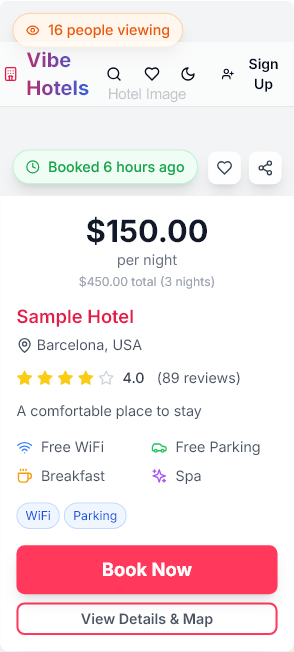 16 people viewing
Vibe
Hotels
Sign
Up
Hotel Image
Booked 6 hours ago
$150.00
per night
$450.00 total (3 nights)
Sample Hotel
Barcelona, USA
4.0 (89 reviews)
A comfortable place to stay
Free WiFi Free Parking
Breakfast Spa
WiFi Parking
Book Now
View Details & Map